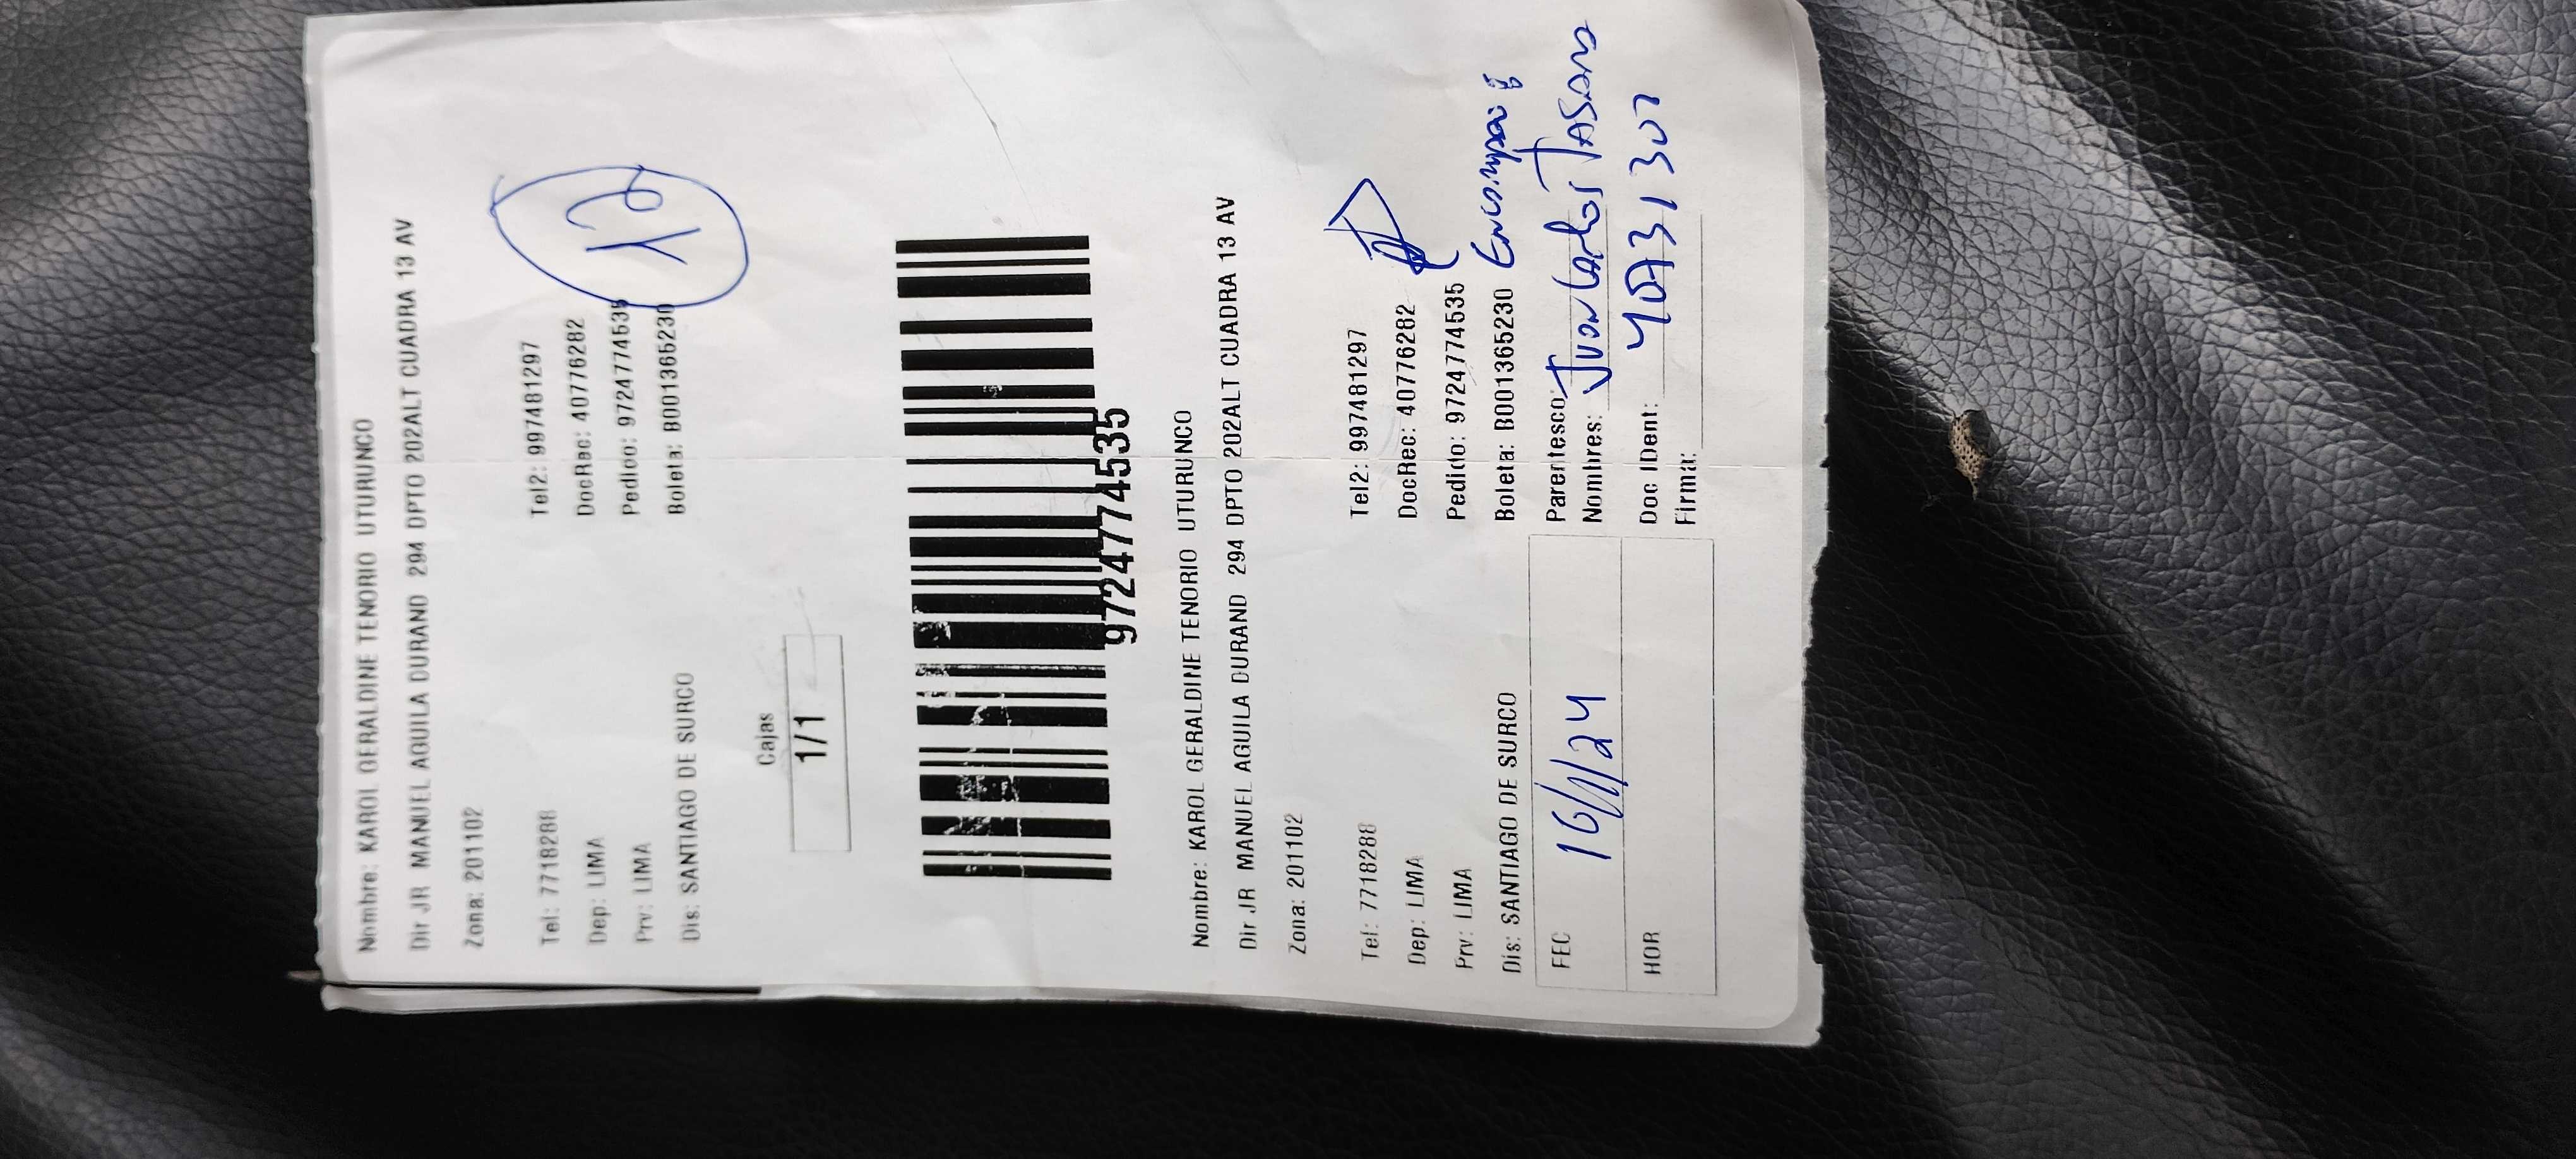 Nombre: KAROL GERALDINE TENORIO UTURUNCO
Dir JR MANUEL AGUILA DURAND 294 DPTO 202ALT CUADRA 13 AV
Zona: 201102
Tel: 7718288 Tel2: 997481297
Dep: LIMA DocRec: 40776282
Prv: LIMA Pedido: 9724774535
Dis: SANTIAGO DE SURCO Boleta: B001365230
Cajas
1/1
9724774535
Nombre: KAROL GERALDINE TENORIO UTURUNCO
Dir JR MANUEL AGUILA DURAND 294 DPTO 202ALT CUADRA 13 AV
Zona: 201102
Tel: 7718288 Tel2: 997481297
Dep: LIMA DocRec: 40776282
Prv: LIMA Pedido: 9724774535
Dis: SANTIAGO DE SURCO Boleta: B001365230
FEC 16/11/24 Parentesco:
Nombres: Juan Carlos TASAYCO
HOR Doc IDent:
Firma: